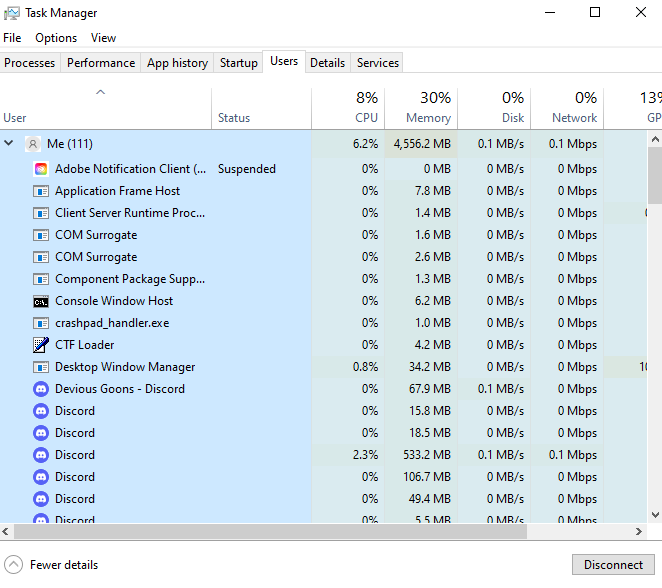 Task Manager
File Options View
Processes Performance App history Startup Users Details Services
8% 30% 0% 0% 13%
User Status CPU Memory Disk Network
Me (111) 6.2% 4,556.2 MB 0.1 MB/s 0.1 Mbps
Adobe Notification Client (... Suspended 0% 0 MB 0 MB/s 0 Mbps
Application Frame Host 0% 7.8 MB 0 MB/s 0 Mbps
Client Server Runtime Proc... 0% 1.4 MB 0 MB/s 0 Mbps
COM Surrogate 0% 1.6 MB 0 MB/s 0 Mbps
COM Surrogate 0% 2.6 MB 0 MB/s 0 Mbps
Component Package Supp... 0% 1.3 MB 0 MB/s 0 Mbps
Console Window Host 0% 6.2 MB 0 MB/s 0 Mbps
crashpad_handler.exe 0% 1.0 MB 0 MB/s 0 Mbps
CTF Loader 0% 4.2 MB 0 MB/s 0 Mbps
Desktop Window Manager 0.8% 34.2 MB 0 MB/s 0 Mbps
Devious Goons - Discord 0% 67.9 MB 0.1 MB/s 0 Mbps
Discord 0% 15.8 MB 0 MB/s 0 Mbps
Discord 0% 18.5 MB 0 MB/s 0 Mbps
Discord 2.3% 533.2 MB 0.1 MB/s 0.1 Mbps
Discord 0% 106.7 MB 0 MB/s 0 Mbps
Discord 0% 49.4 MB 0 MB/s 0 Mbps
Discord 0% 5.5 MB 0 MB/s 0 Mbps
Fewer details Disconnect